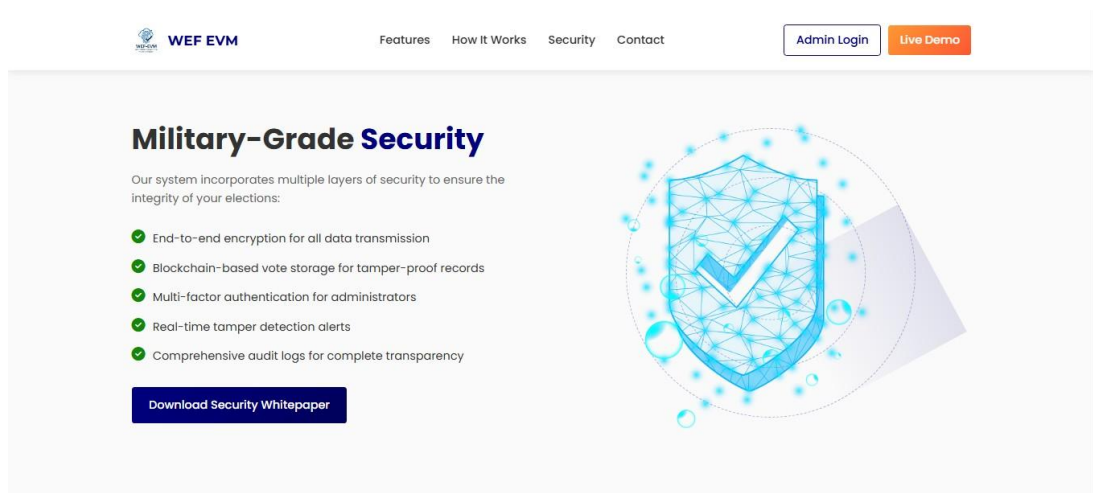 WEF EVM
Features
How It Works
Security
Contact
Admin Login
Live Demo
Military-Grade Security
Our system incorporates multiple layers of security to ensure the
integrity of your elections:
End-to-end encryption for all data transmission
Blockchain-based vote storage for tamper-proof records
Multi-factor authentication for administrators
Real-time tamper detection alerts
Comprehensive audit logs for complete transparency
Download Security Whitepaper